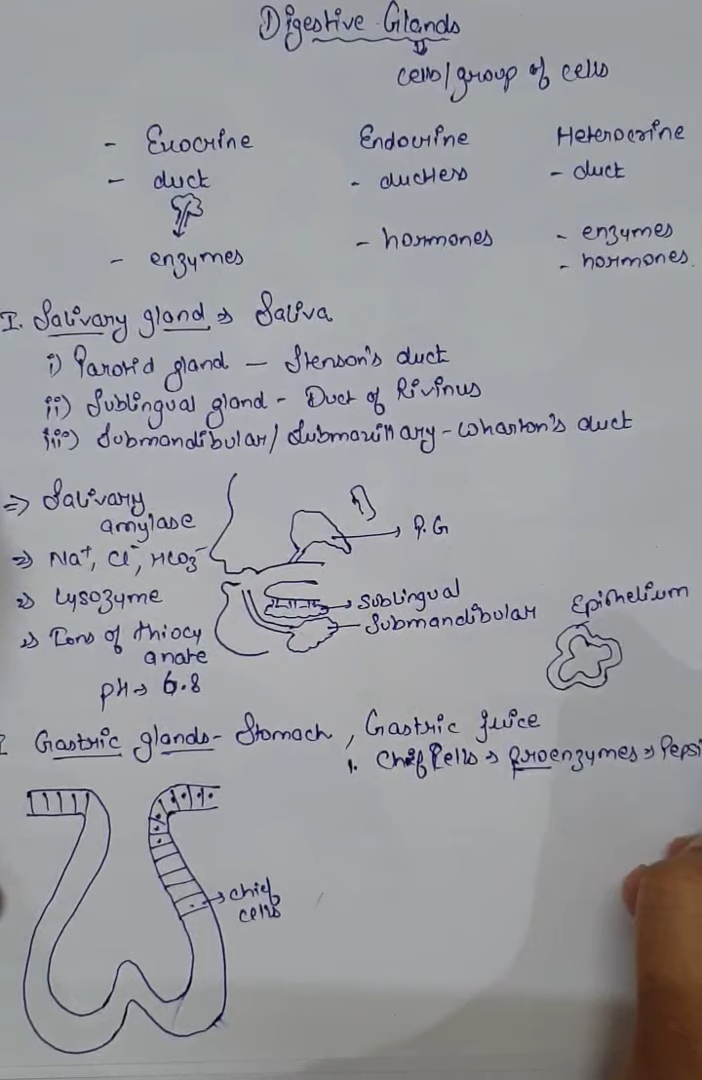 Digestive Glands
cells/group of cells
- Exocrine Endocrine Heterocrine
- duct - ductless - duct
- enzymes - hormones - enzymes
- hormones.
I. Salivary gland → Saliva
i) Parotid gland - Stenson's duct
ii) Sublingual gland - Duct of Rivinus
iii) Submandibular/Submaxillary - Wharton's duct
⇒ Salivary
amylase
⇒ Na⁺, Cl⁻, HCO₃⁻
⇒ Lysozyme
⇒ Ions of thiocy
anate
pH → 6.8
P.G
Sublingual
Submandibular
Epithelium
Gastric glands - Stomach, Gastric juice
1. Chief Cells → proenzymes → Pepsi
chief
cells